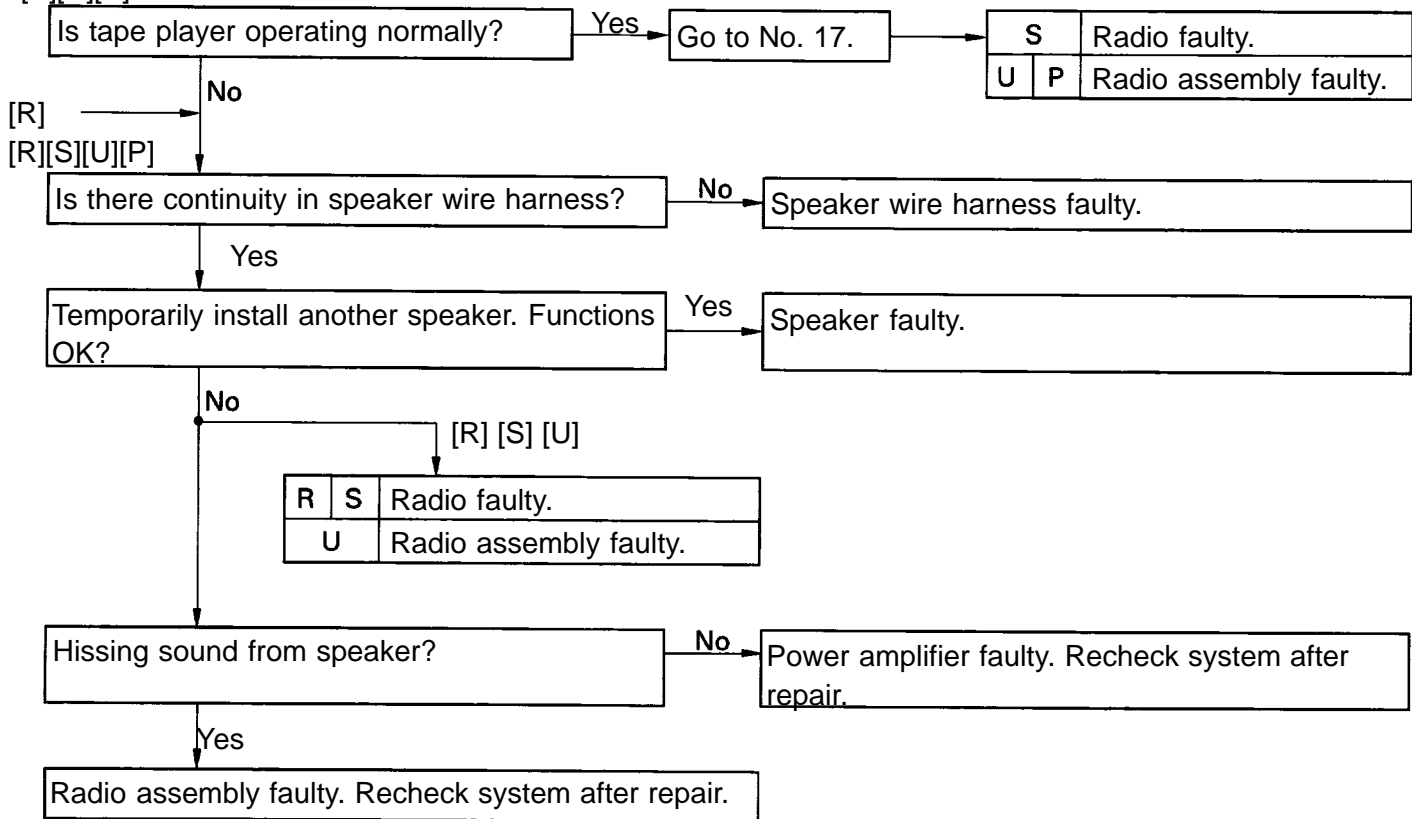 Is tape player operating normally?
Yes
Go to No. 17.
S Radio faulty.
U P Radio assembly faulty.
No
[R]
[R][S][U][P]
Is there continuity in speaker wire harness?
No
Speaker wire harness faulty.
Yes
Temporarily install another speaker. Functions
OK?
Yes
Speaker faulty.
No
[R] [S] [U]
R S Radio faulty.
U Radio assembly faulty.
Hissing sound from speaker?
No
Power amplifier faulty. Recheck system after
repair.
Yes
Radio assembly faulty. Recheck system after repair.